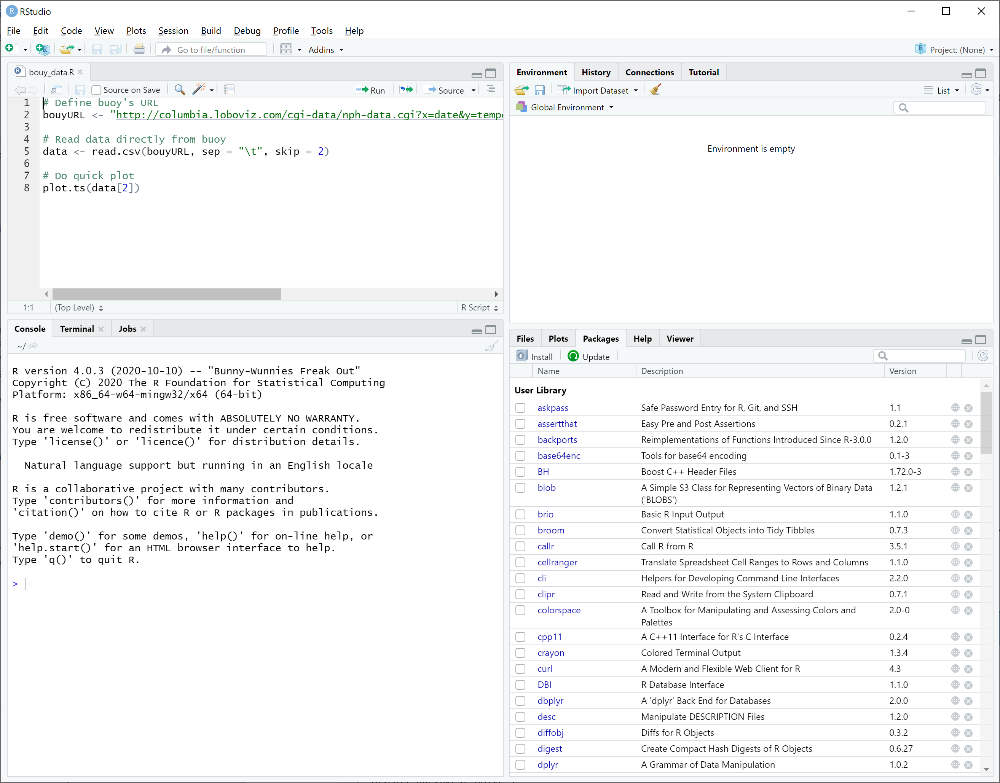 RStudio
File Edit Code View Plots Session Build Debug Profile Tools Help
Go to file/function Addins Project: (None)
bouy_data.R
Source on Save Run Source
1 # Define buoy's URL
2 bouyURL <- "http://columbia.loboviz.com/cgi-data/nph-data.cgi?x=date&y=temp
3
4 # Read data directly from buoy
5 data <- read.csv(bouyURL, sep = "\t", skip = 2)
6
7 # Do quick plot
8 plot.ts(data[2])
1:1 (Top Level) R Script
Console Terminal Jobs
~/
R version 4.0.3 (2020-10-10) -- "Bunny-Wunnies Freak Out"
Copyright (C) 2020 The R Foundation for Statistical Computing
Platform: x86_64-w64-mingw32/x64 (64-bit)
R is free software and comes with ABSOLUTELY NO WARRANTY.
You are welcome to redistribute it under certain conditions.
Type 'license()' or 'licence()' for distribution details.
Natural language support but running in an English locale
R is a collaborative project with many contributors.
Type 'contributors()' for more information and
'citation()' on how to cite R or R packages in publications.
Type 'demo()' for some demos, 'help()' for on-line help, or
'help.start()' for an HTML browser interface to help.
Type 'q()' to quit R.
>
Environment History Connections Tutorial
Import Dataset List
Global Environment
Environment is empty
Files Plots Packages Help Viewer
Install Update
Name Description Version
User Library
askpass Safe Password Entry for R, Git, and SSH 1.1
assertthat Easy Pre and Post Assertions 0.2.1
backports Reimplementations of Functions Introduced Since R-3.0.0 1.2.0
base64enc Tools for base64 encoding 0.1-3
BH Boost C++ Header Files 1.72.0-3
blob A Simple S3 Class for Representing Vectors of Binary Data 1.2.1
('BLOBS')
brio Basic R Input Output 1.1.0
broom Convert Statistical Objects into Tidy Tibbles 0.7.3
callr Call R from R 3.5.1
cellranger Translate Spreadsheet Cell Ranges to Rows and Columns 1.1.0
cli Helpers for Developing Command Line Interfaces 2.2.0
clipr Read and Write from the System Clipboard 0.7.1
colorspace A Toolbox for Manipulating and Assessing Colors and 2.0-0
Palettes
cpp11 A C++11 Interface for R's C Interface 0.2.4
crayon Colored Terminal Output 1.3.4
curl A Modern and Flexible Web Client for R 4.3
DBI R Database Interface 1.1.0
dbplyr A 'dplyr' Back End for Databases 2.0.0
desc Manipulate DESCRIPTION Files 1.2.0
diffobj Diffs for R Objects 0.3.2
digest Create Compact Hash Digests of R Objects 0.6.27
dplyr A Grammar of Data Manipulation 1.0.2